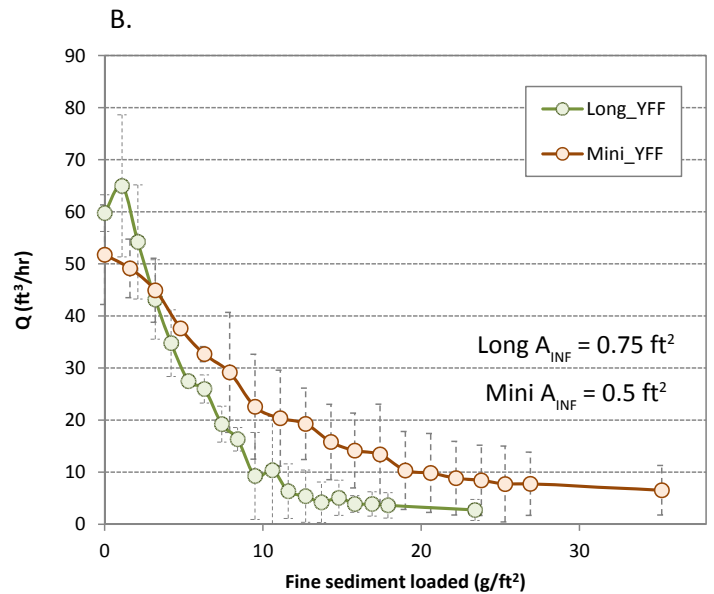 B.
90
80
70
60
50
40
30
20
10
0
Q (ft³/hr)
Long_YFF
Mini_YFF
Long A_INF = 0.75 ft²
Mini A_INF = 0.5 ft²
0 10 20 30
Fine sediment loaded (g/ft²)